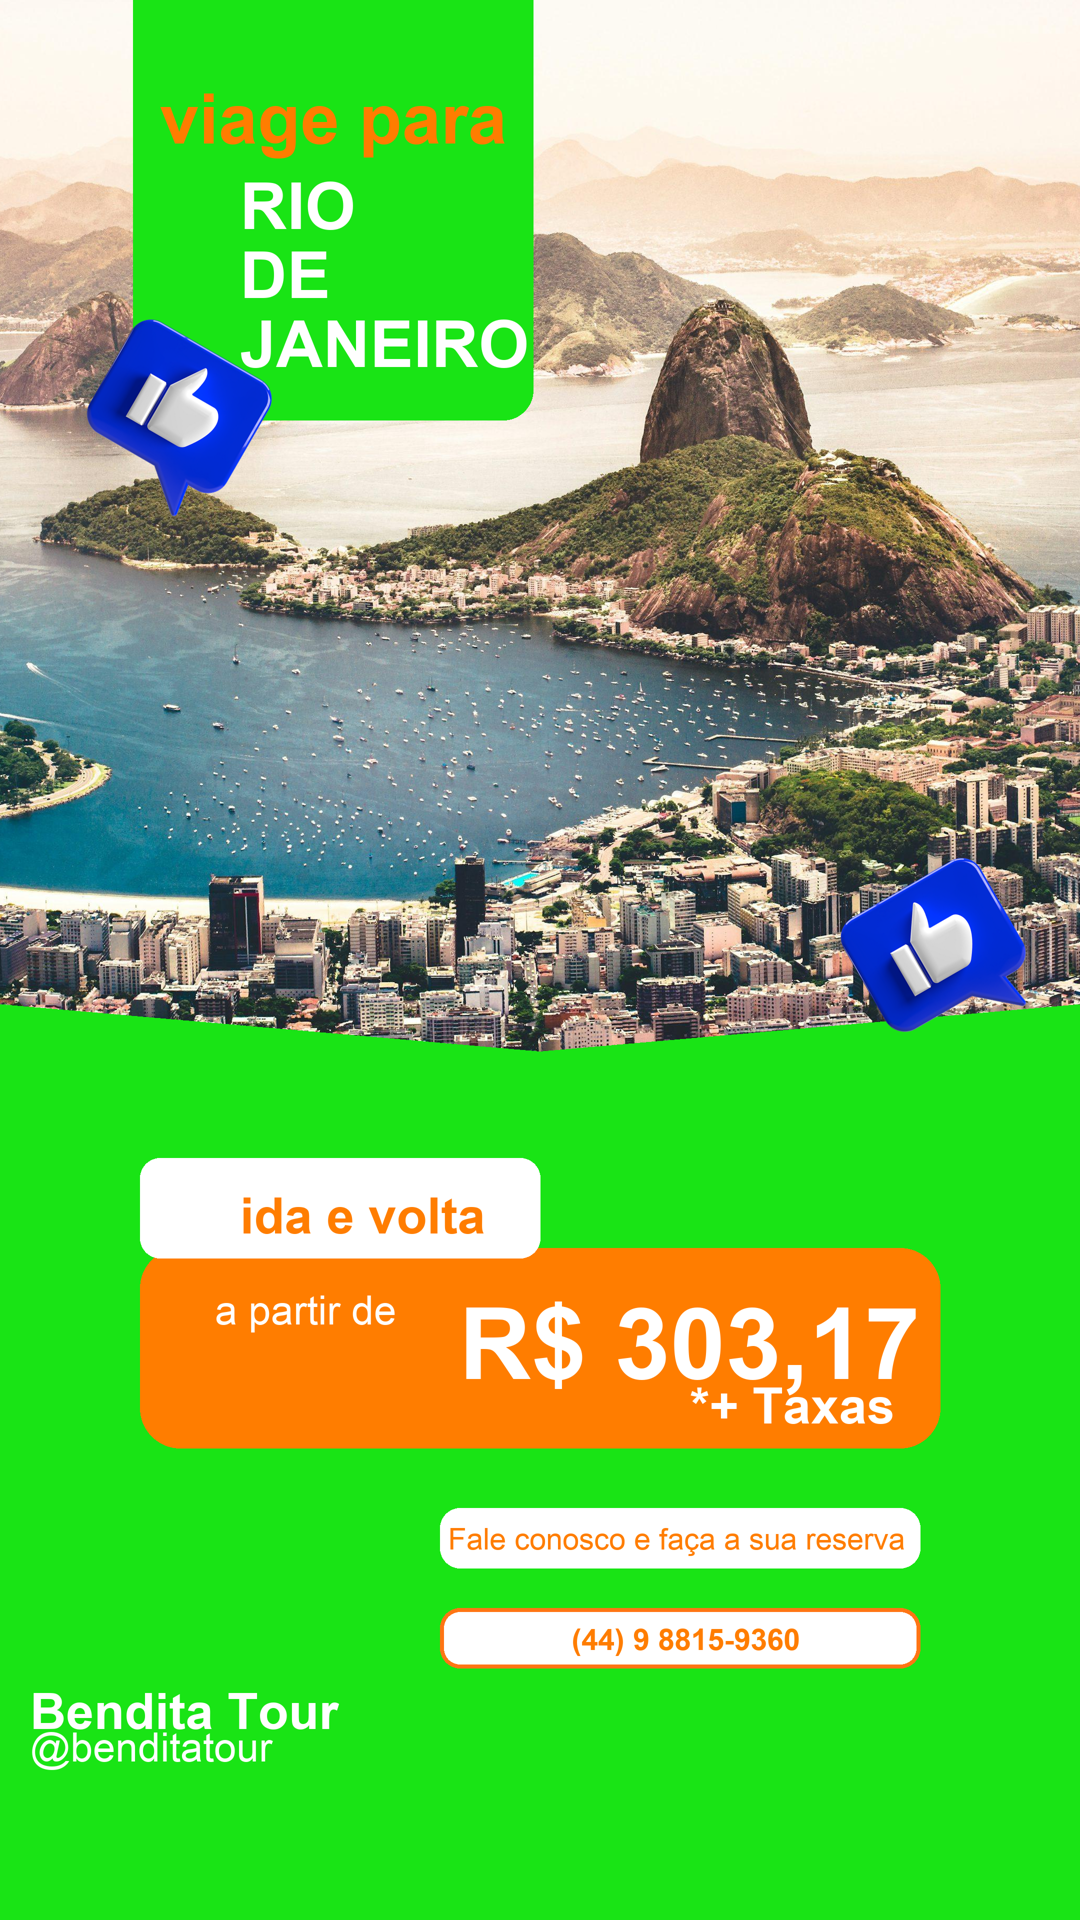 viage para
RIO
DE
JANEIRO
ida e volta
a partir de
R$ 303,17
*+ Taxas
Fale conosco e faça a sua reserva
(44) 9 8815-9360
Bendita Tour
@benditatour